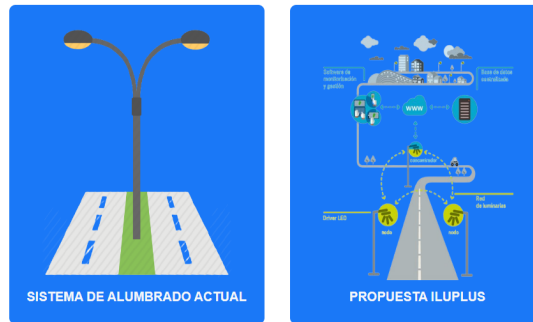 SISTEMA DE ALUMBRADO ACTUAL
Software de
monitorización
y gestión
Base de datos
centralizada
www
concentrador
Driver LED
nodo
nodo
Red
de luminarias
PROPUESTA ILUPLUS